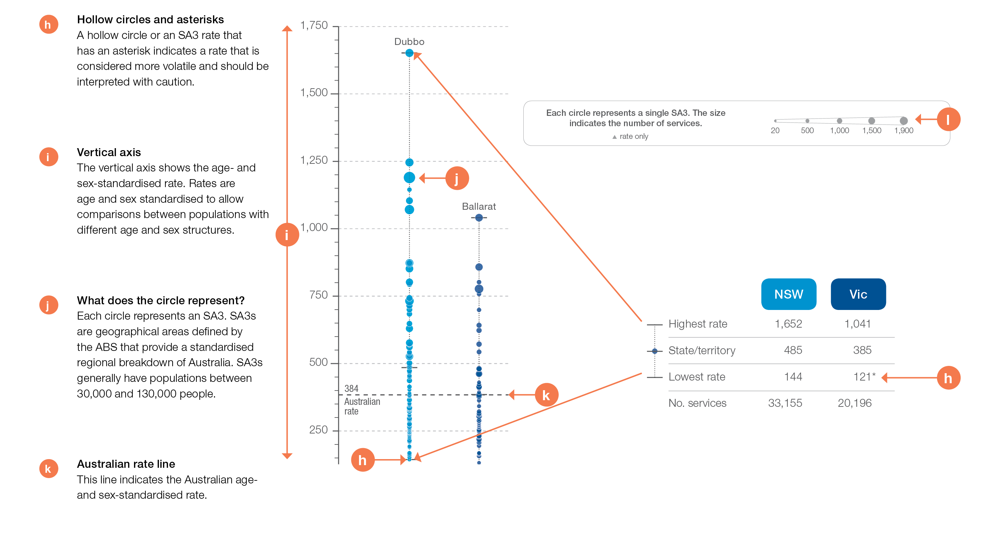 h
Hollow circles and asterisks
A hollow circle or an SA3 rate that
has an asterisk indicates a rate that is
considered more volatile and should be
interpreted with caution.
i
Vertical axis
The vertical axis shows the age- and
sex-standardised rate. Rates are
age and sex standardised to allow
comparisons between populations with
different age and sex structures.
j
What does the circle represent?
Each circle represents an SA3. SA3s
are geographical areas defined by
the ABS that provide a standardised
regional breakdown of Australia. SA3s
generally have populations between
30,000 and 130,000 people.
k
Australian rate line
This line indicates the Australian age-
and sex-standardised rate.
i
1,750
1,500
1,250
1,000
750
500
250
Dubbo
j
Ballarat
384
Australian
rate
k
h
Each circle represents a single SA3. The size
indicates the number of services.
▲ rate only
20 500 1,000 1,500 1,900
l
NSW Vic
Highest rate 1,652 1,041
State/territory 485 385
Lowest rate 144 121*
h
No. services 33,155 20,196